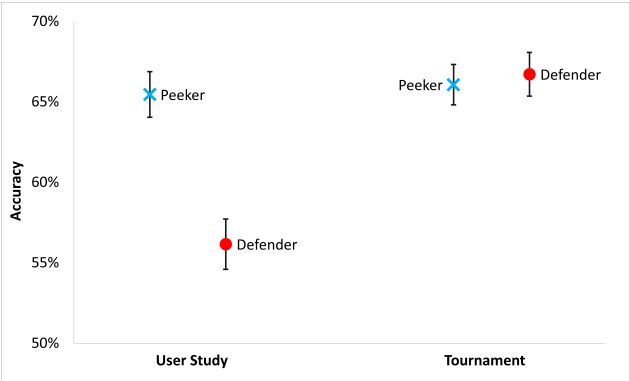 70%
65%
60%
55%
50%
Accuracy
Peeker
Defender
Peeker
Defender
User Study
Tournament